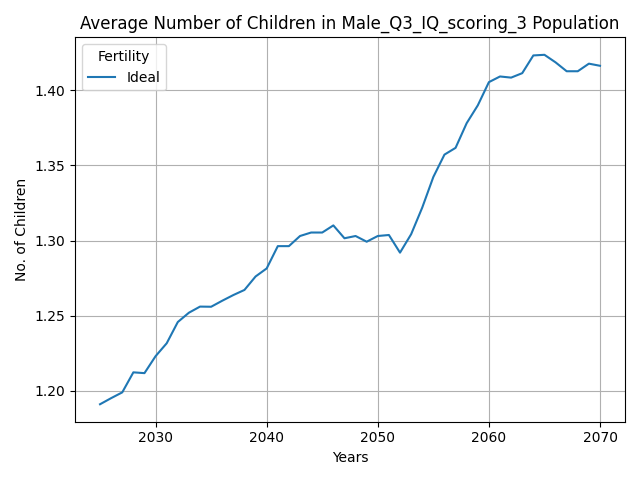 Average Number of Children in Male_Q3_IQ_scoring_3 Population
Fertility
Ideal
No. of Children
1.40
1.35
1.30
1.25
1.20
2030 2040 2050 2060 2070
Years